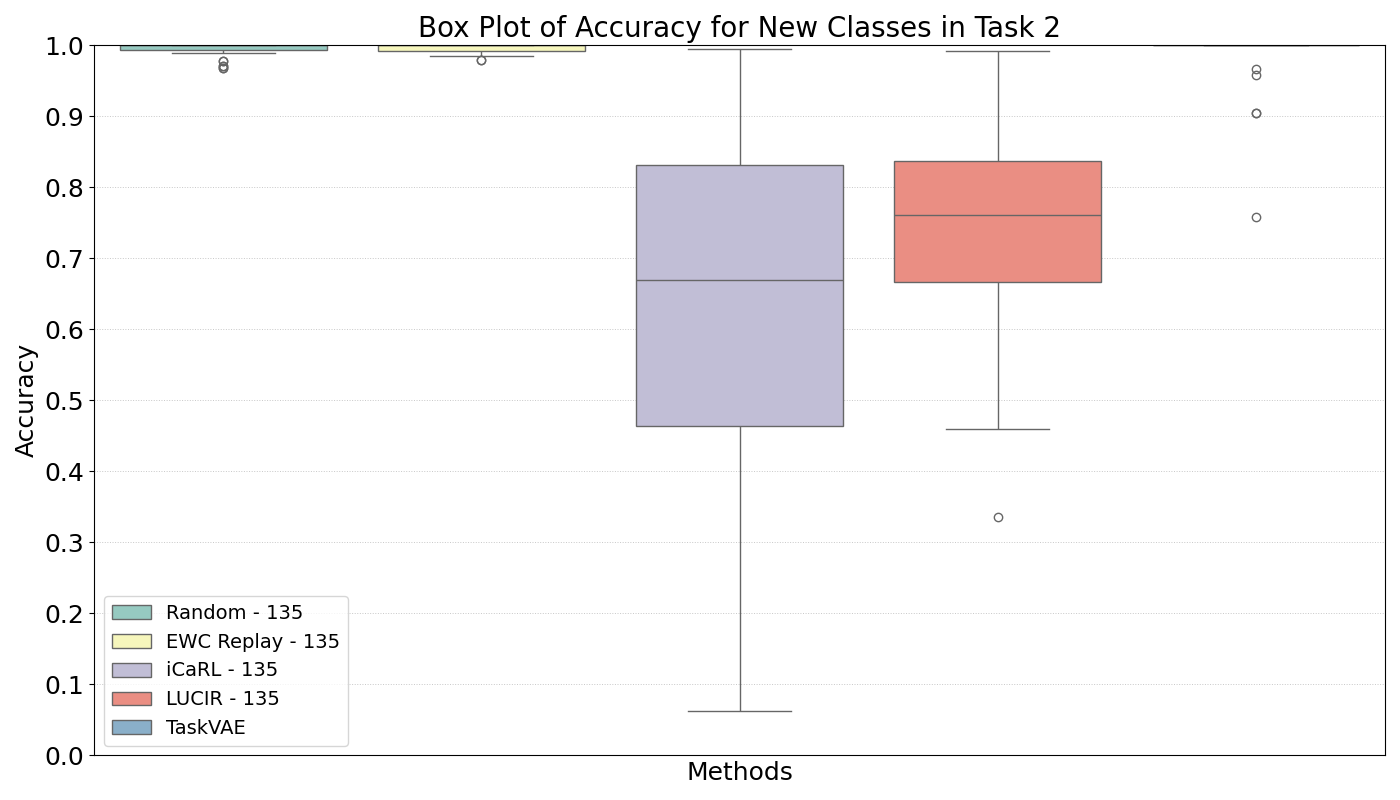 Box Plot of Accuracy for New Classes in Task 2
1.0
0.9
0.8
0.7
0.6
0.5
0.4
0.3
0.2
0.1
0.0
Accuracy
Methods
Random - 135
EWC Replay - 135
iCaRL - 135
LUCIR - 135
TaskVAE